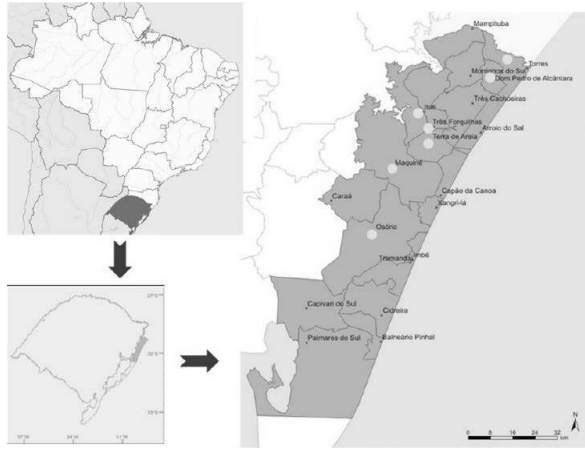 Mampituba
Torres
Morrinhos do Sul
Dom Pedro de Alcântara
Três Cachoeiras
Itati
Três Forquilhas
Arroio do Sal
Terra de Areia
Maquiné
Capão da Canoa
Caraá
Xangri-lá
Osório
Imbé
Tramandaí
Capivari do Sul
Cidreira
Palmares do Sul
Balneário Pinhal
N
0 8 16 24 32
KM